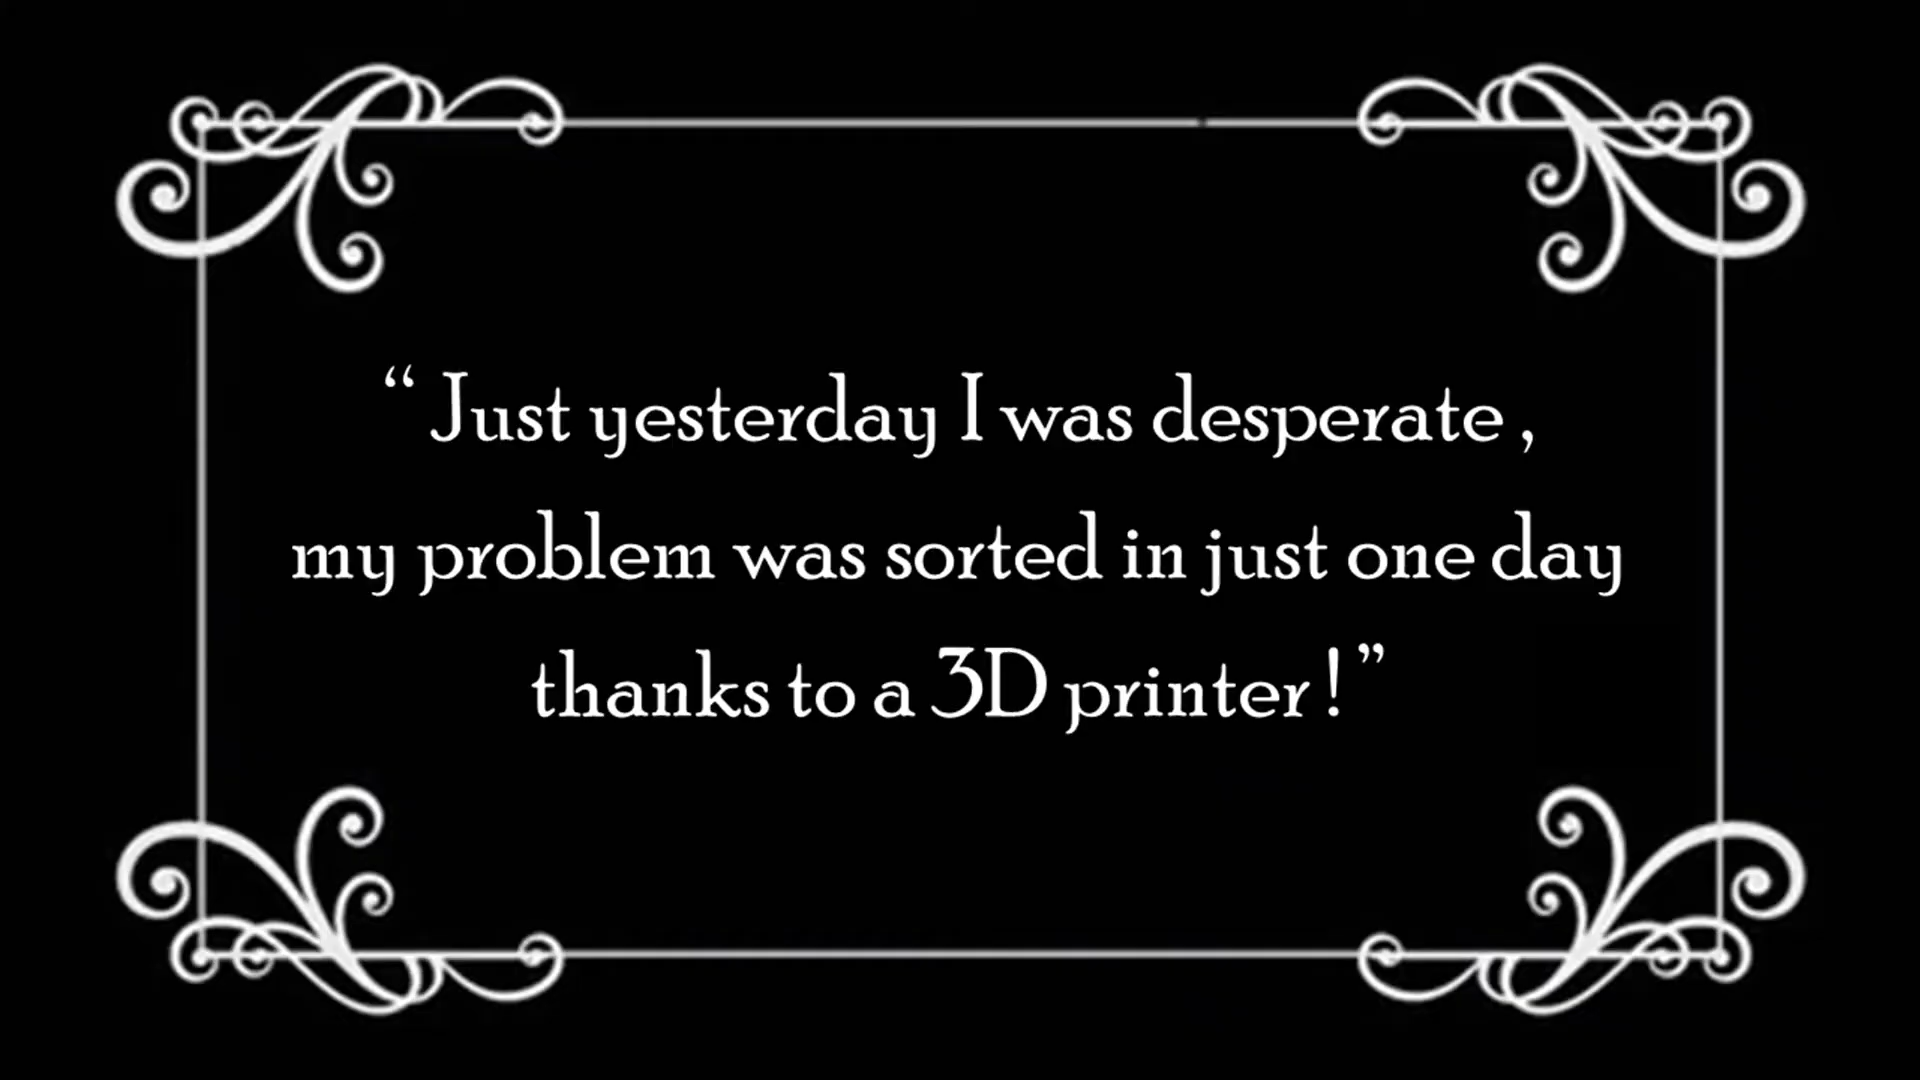 “ Just yesterday I was desperate ,
my problem was sorted in just one day
thanks to a 3D printer ! ”